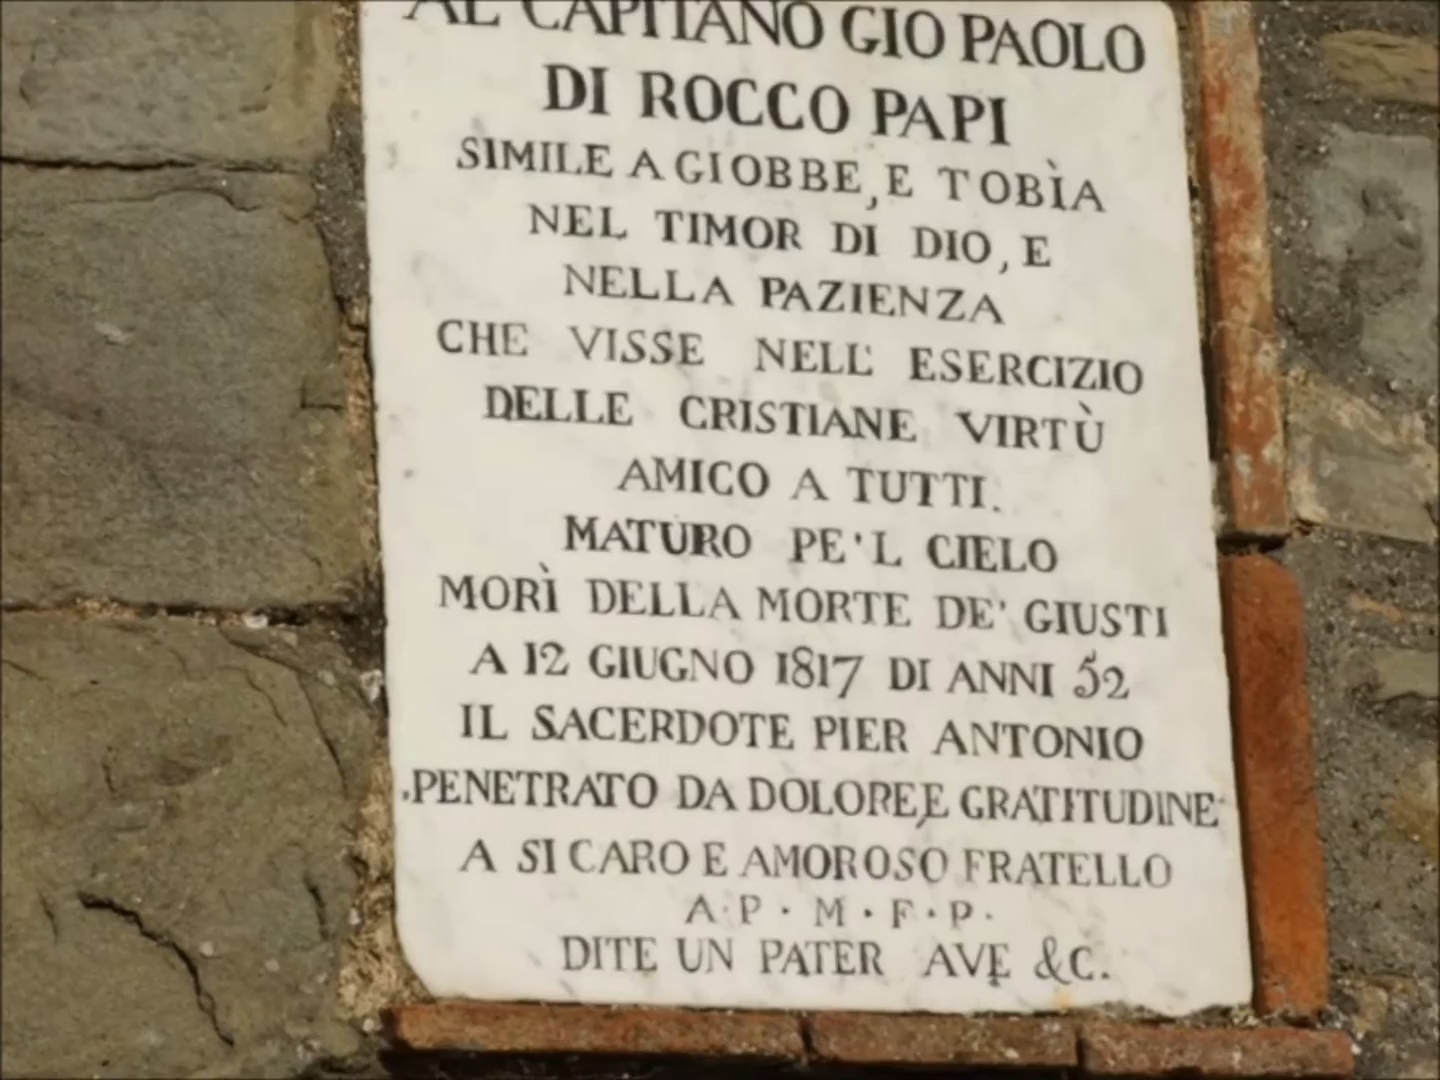 AL CAPITANO GIO PAOLO
DI ROCCO PAPI
SIMILE A GIOBBE, E TOBÌA
NEL TIMOR DI DIO, E
NELLA PAZIENZA
CHE VISSE NELL' ESERCIZIO
DELLE CRISTIANE VIRTÙ
AMICO A TUTTI.
MATURO PE'L CIELO
MORÌ DELLA MORTE DE' GIUSTI
A 12 GIUGNO 1817 DI ANNI 52
IL SACERDOTE PIER ANTONIO
PENETRATO DA DOLORE, E GRATITUDINE
A SI CARO E AMOROSO FRATELLO
A· P · M · F · P ·
DITE UN PATER AVE &C.